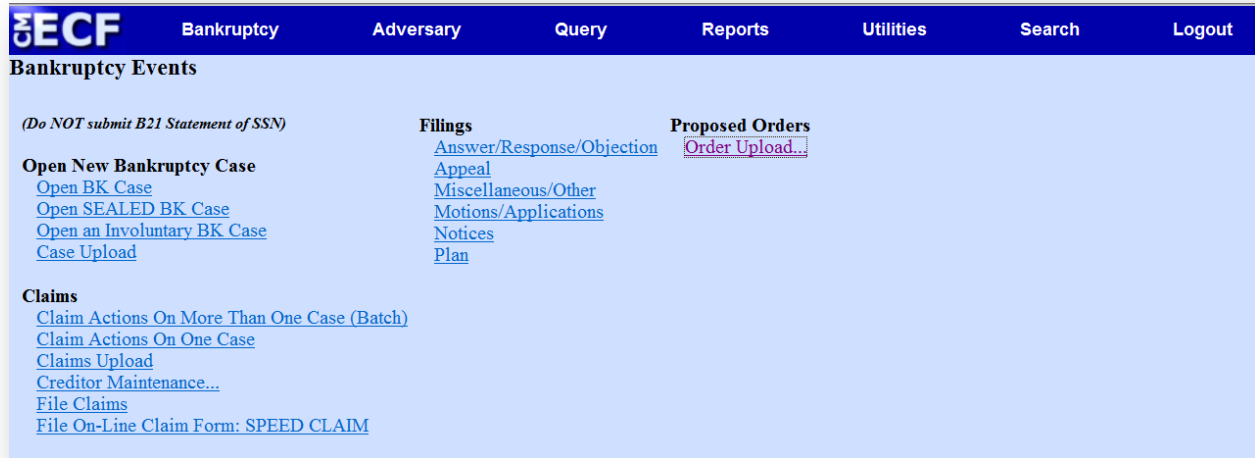 CM ECF Bankruptcy Adversary Query Reports Utilities Search Logout
Bankruptcy Events
(Do NOT submit B21 Statement of SSN)
Open New Bankruptcy Case
Open BK Case
Open SEALED BK Case
Open an Involuntary BK Case
Case Upload
Claims
Claim Actions On More Than One Case (Batch)
Claim Actions On One Case
Claims Upload
Creditor Maintenance...
File Claims
File On-Line Claim Form: SPEED CLAIM
Filings
Answer/Response/Objection
Appeal
Miscellaneous/Other
Motions/Applications
Notices
Plan
Proposed Orders
Order Upload...